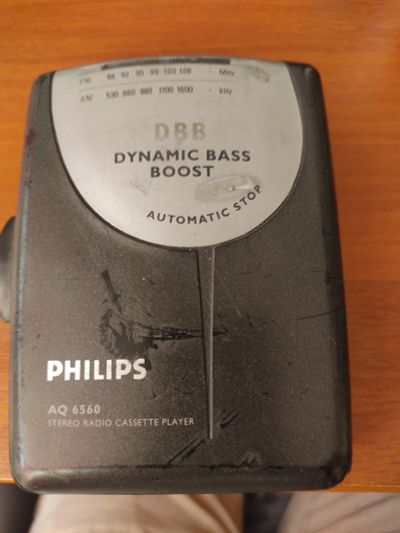 FM 88 92 95 99 103 108 - MHz
AM 530 660 880 1100 1600 - kHz
DBB
DYNAMIC BASS
BOOST
AUTOMATIC STOP
PHILIPS
AQ 6560
STEREO RADIO CASSETTE PLAYER